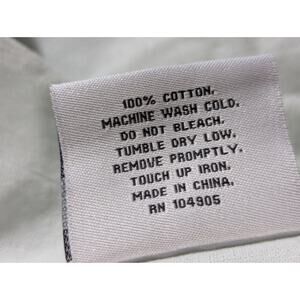 100% COTTON.
MACHINE WASH COLD.
DO NOT BLEACH.
TUMBLE DRY LOW.
REMOVE PROMPTLY.
TOUCH UP IRON.
MADE IN CHINA.
RN 104905